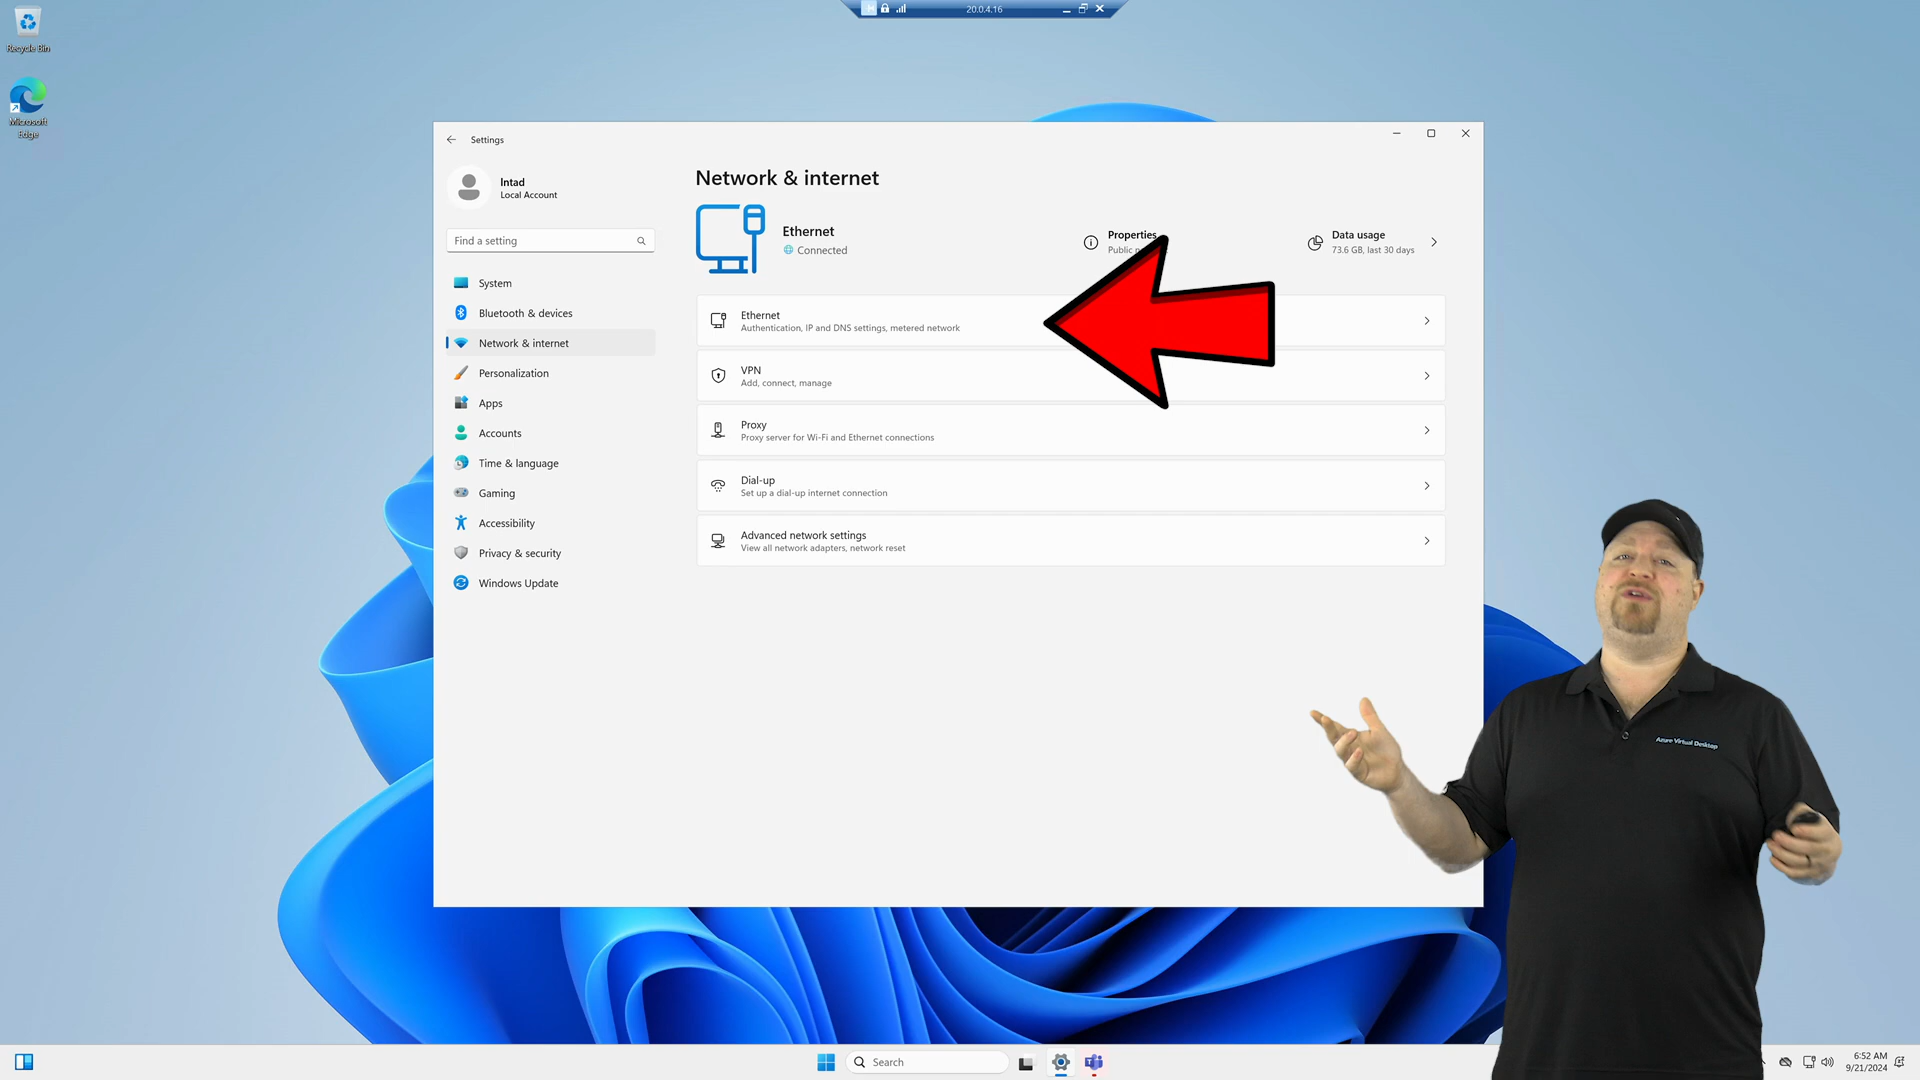 20.0.4.16
Recycle Bin
Microsoft
Edge
Settings
Intad
Local Account
Find a setting
System
Bluetooth & devices
Network & internet
Personalization
Apps
Accounts
Time & language
Gaming
Accessibility
Privacy & security
Windows Update
Network & internet
Ethernet
Connected
Properties
Public
Data usage
73.6 GB, last 30 days
Ethernet
Authentication, IP and DNS settings, metered network
VPN
Add, connect, manage
Proxy
Proxy server for Wi-Fi and Ethernet connections
Dial-up
Set up a dial-up internet connection
Advanced network settings
View all network adapters, network reset
Azure Virtual Desktop
Search
6:52 AM
9/21/2024